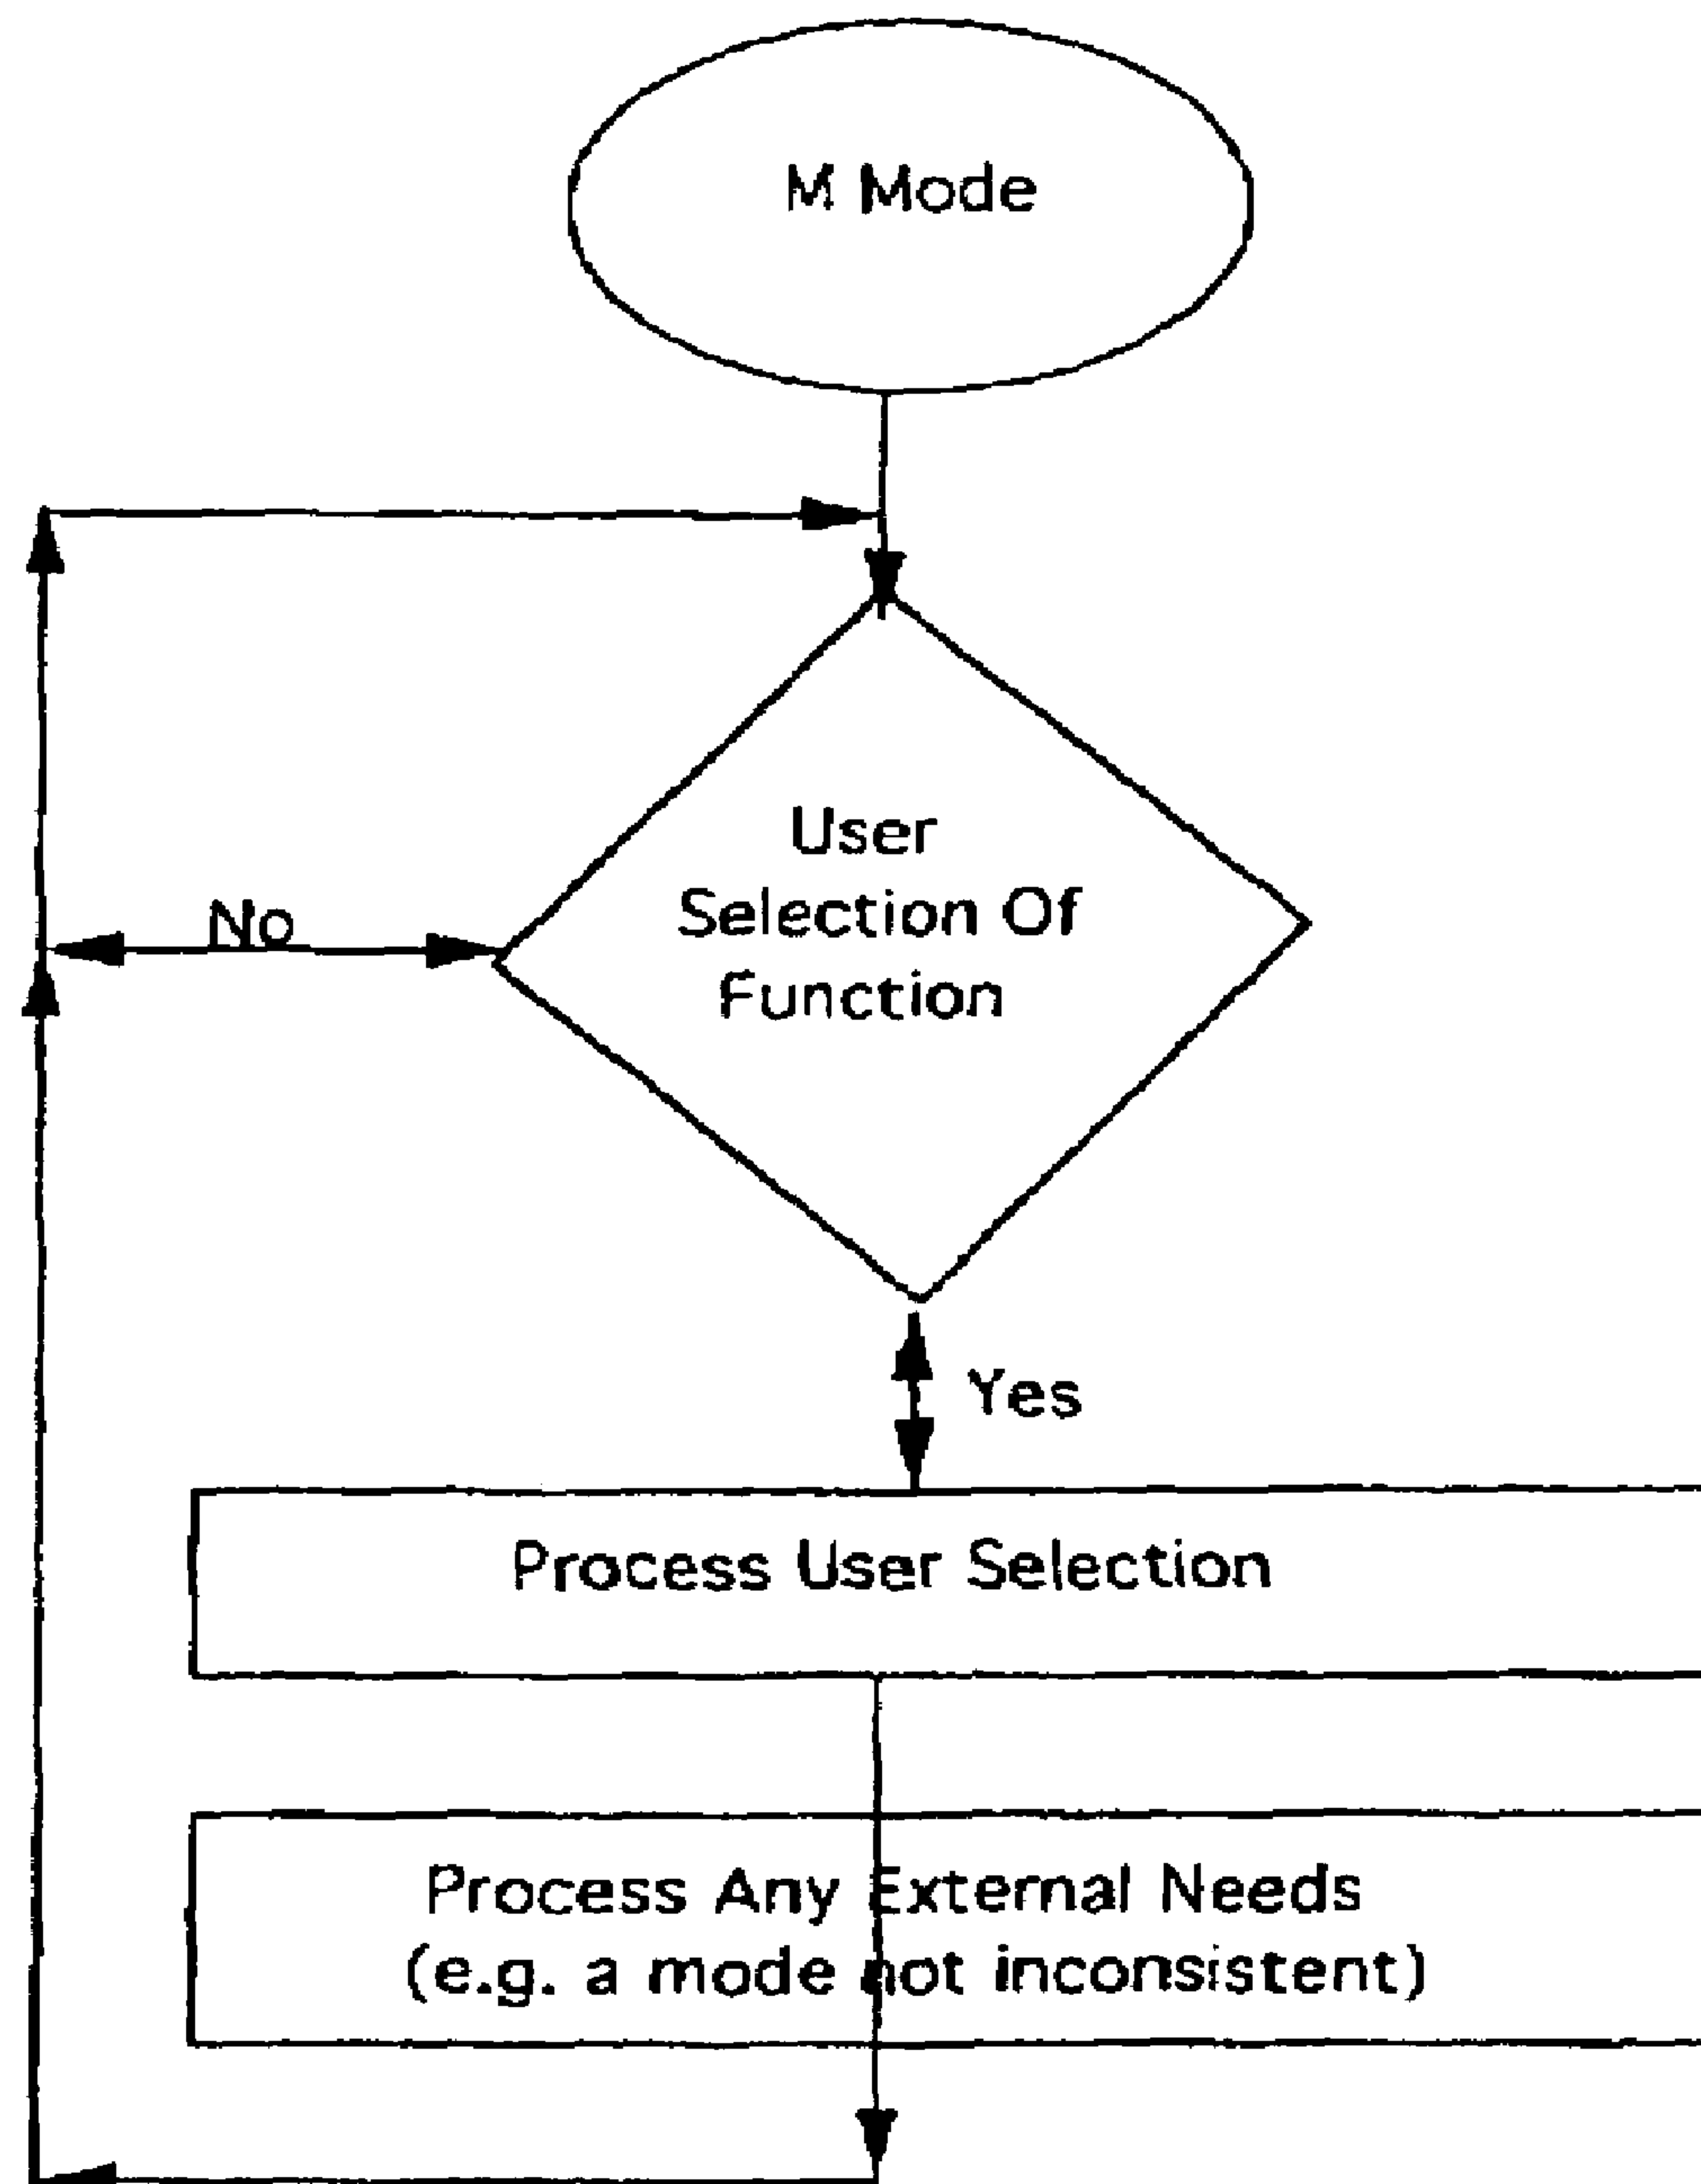 M Mode
User
Selection Of
Function
No
Yes
Process User Selection
Process Any External Needs
(e.g. a mode not inconsistent)